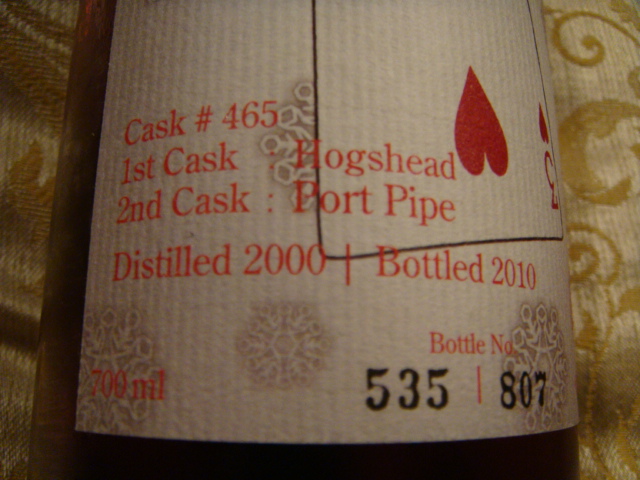 Cask # 465
1st Cask : Hogshead
2nd Cask : Port Pipe
Distilled 2000 | Bottled 2010
Bottle No.
700 ml
535 | 807